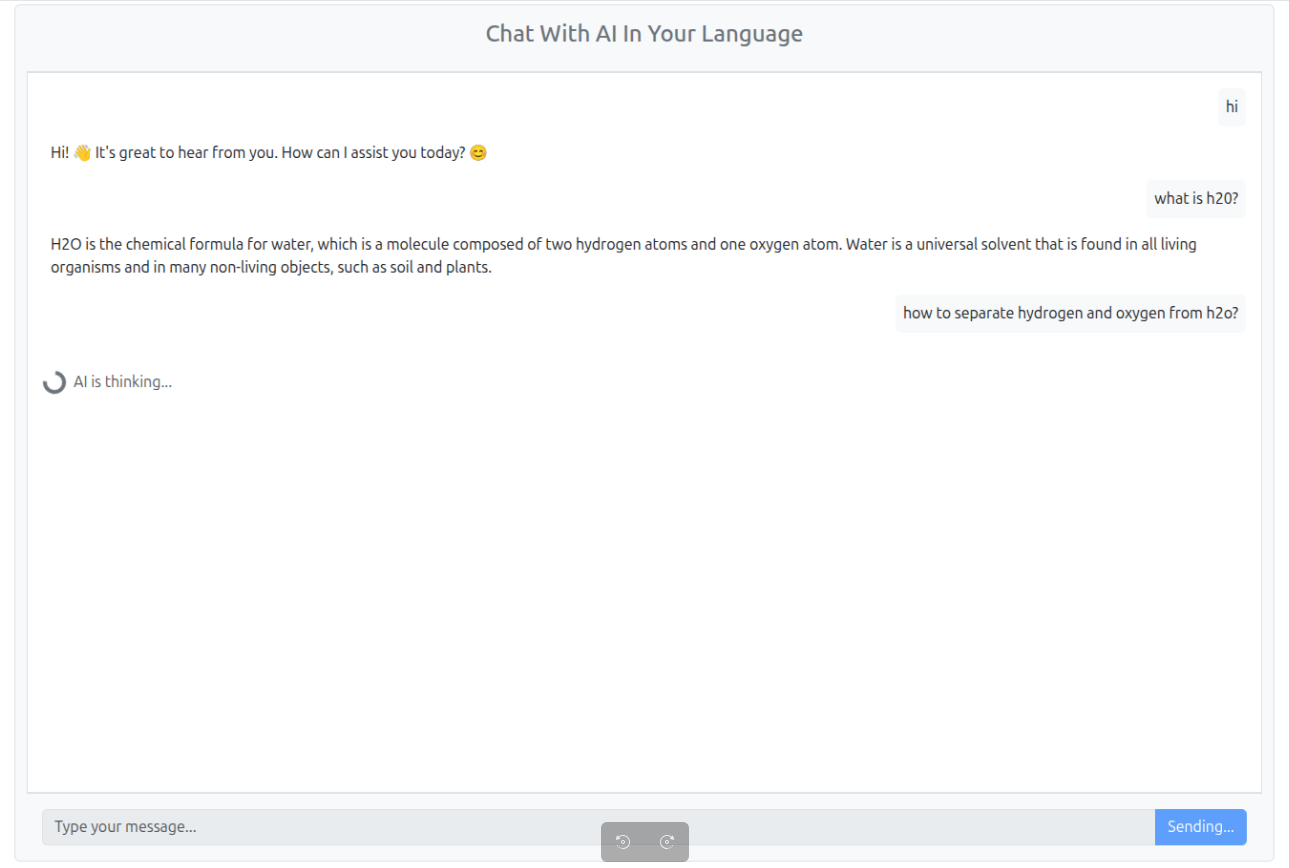 Chat With AI In Your Language
hi
Hi! 👋 It's great to hear from you. How can I assist you today? 😊
what is h20?
H2O is the chemical formula for water, which is a molecule composed of two hydrogen atoms and one oxygen atom. Water is a universal solvent that is found in all living
organisms and in many non-living objects, such as soil and plants.
how to separate hydrogen and oxygen from h2o?
AI is thinking...
Type your message...
Sending...